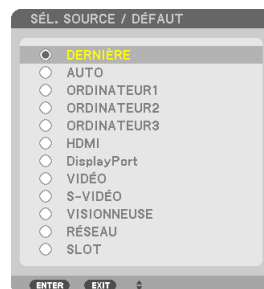 SÉL. SOURCE / DÉFAUT
DERNIÈRE
AUTO
ORDINATEUR1
ORDINATEUR2
ORDINATEUR3
HDMI
DisplayPort
VIDÉO
S-VIDÉO
VISIONNEUSE
RÉSEAU
SLOT
ENTER EXIT